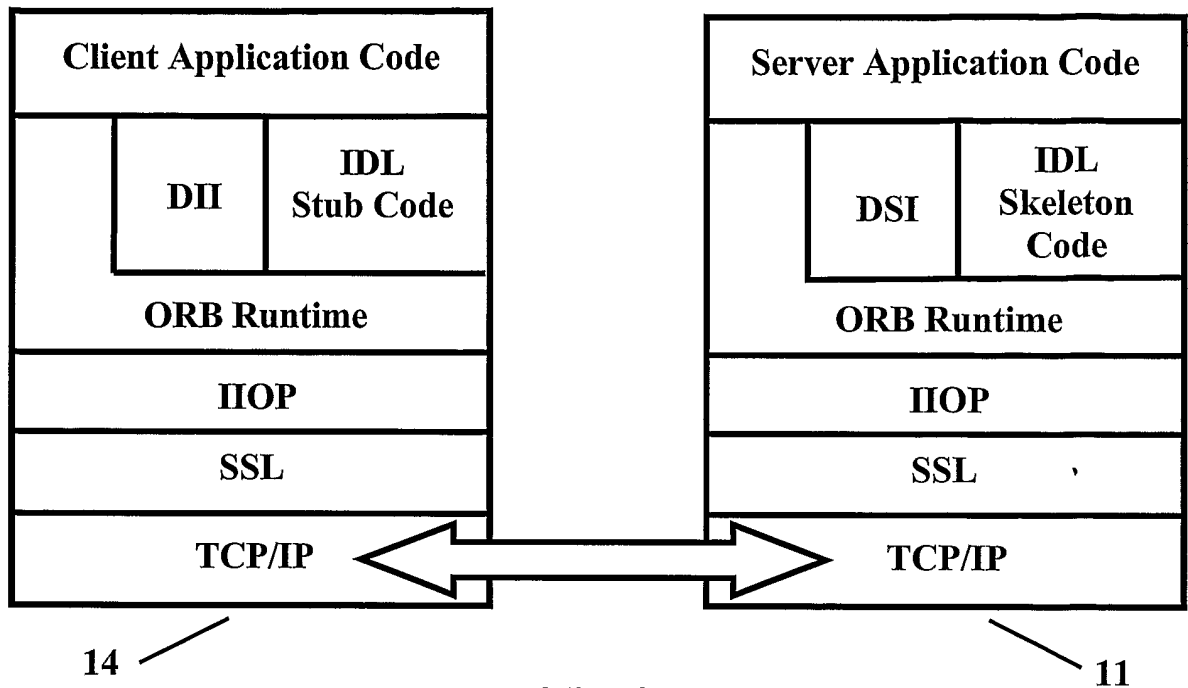 Client Application Code
DII
IDL
Stub Code
ORB Runtime
IIOP
SSL
TCP/IP
14
Server Application Code
DSI
IDL
Skeleton
Code
ORB Runtime
IIOP
SSL
TCP/IP
11